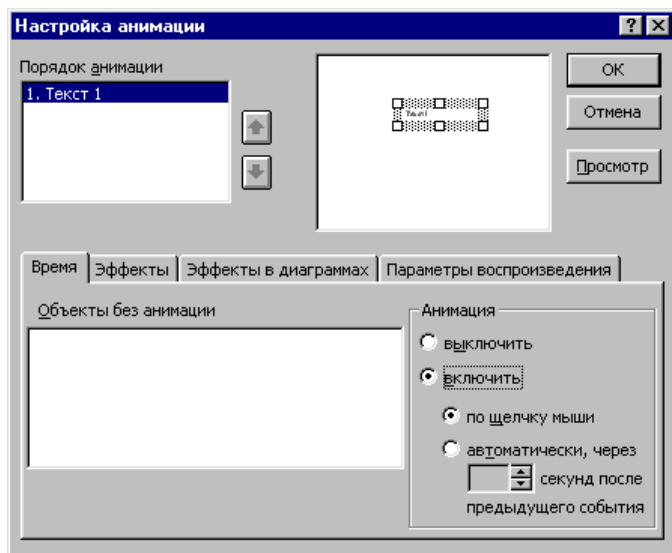 Настройка анимации
Порядок анимации
1. Текст 1
ОК
Отмена
Просмотр
Время
Эффекты
Эффекты в диаграммах
Параметры воспроизведения
Объекты без анимации
Анимация
выключить
включить
по щелчку мыши
автоматически, через
секунд после
предыдущего события